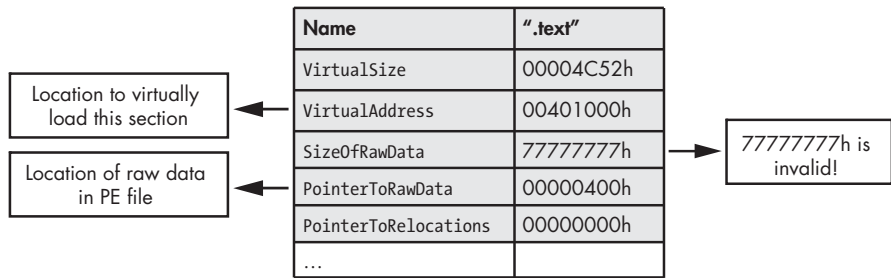 Name ".text"
VirtualSize 00004C52h
Location to virtually
load this section
VirtualAddress 00401000h
SizeOfRawData 77777777h
77777777h is
invalid!
Location of raw data
in PE file
PointerToRawData 00000400h
PointerToRelocations 00000000h
...